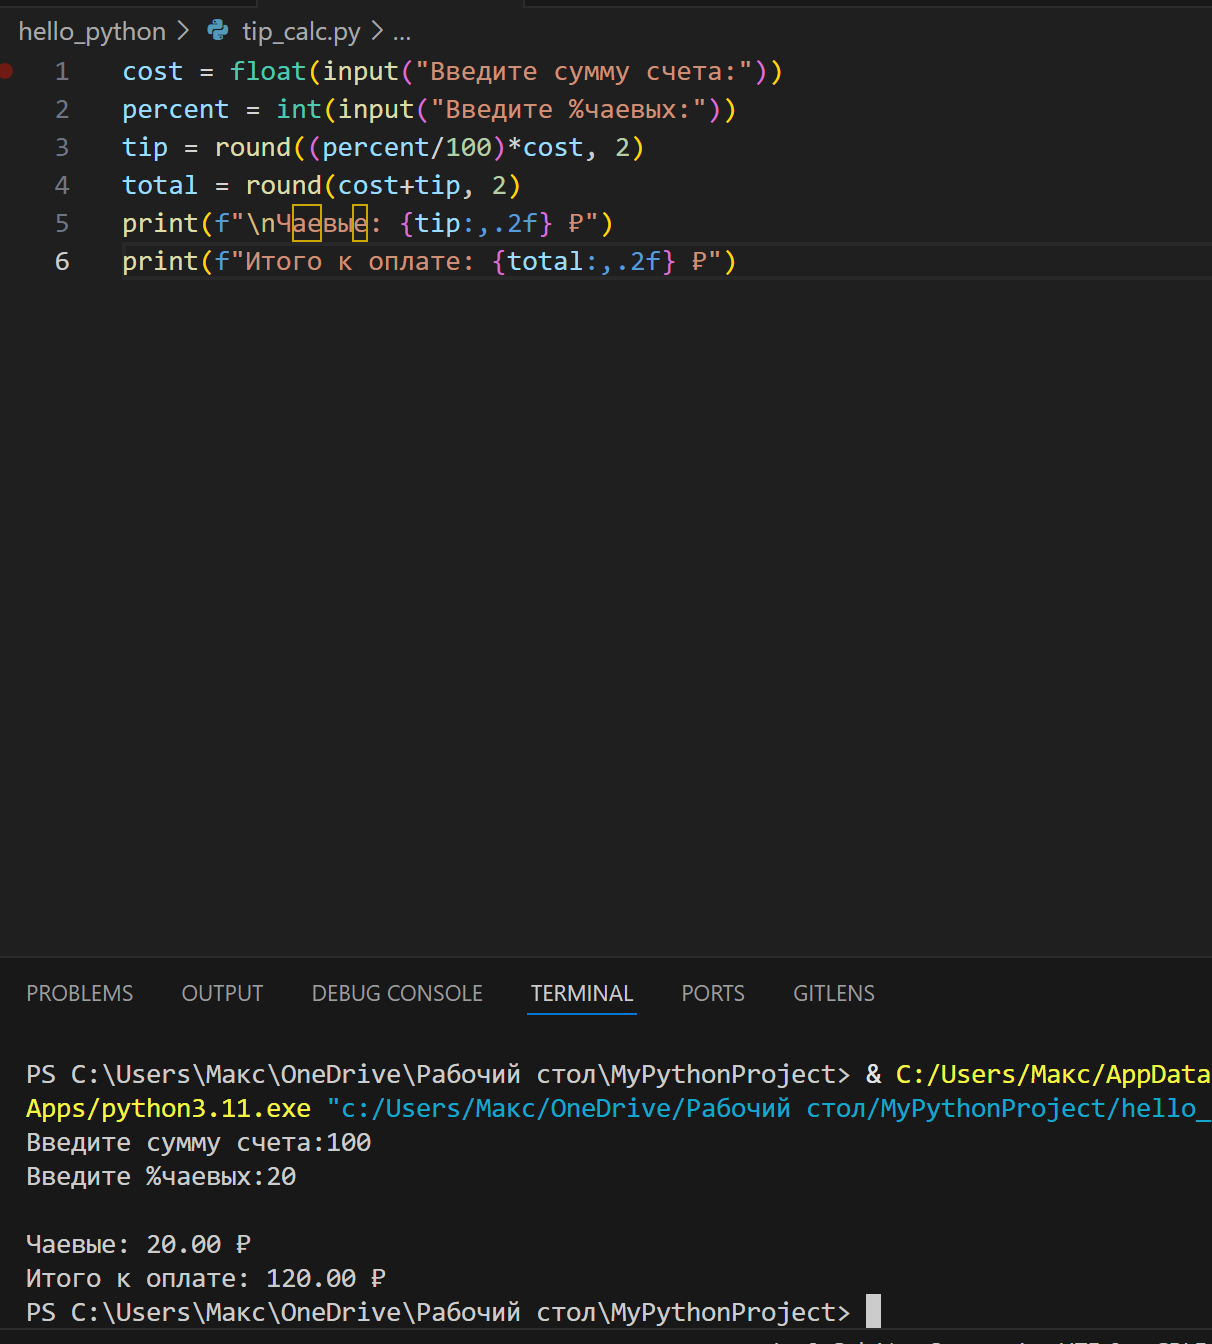 hello_python > tip_calc.py > ...
1 cost = float(input("Введите сумму счета:"))
2 percent = int(input("Введите %чаевых:"))
3 tip = round((percent/100)*cost, 2)
4 total = round(cost+tip, 2)
5 print(f"\nЧаевые: {tip:,.2f} ₽")
6 print(f"Итого к оплате: {total:,.2f} ₽")
PROBLEMS OUTPUT DEBUG CONSOLE TERMINAL PORTS GITLENS
PS C:\Users\Макс\OneDrive\Рабочий стол\MyPythonProject> & C:/Users/Макс/AppData
Apps/python3.11.exe "c:/Users/Макс/OneDrive/Рабочий стол/MyPythonProject/hello_
Введите сумму счета:100
Введите %чаевых:20
Чаевые: 20.00 ₽
Итого к оплате: 120.00 ₽
PS C:\Users\Макс\OneDrive\Рабочий стол\MyPythonProject>